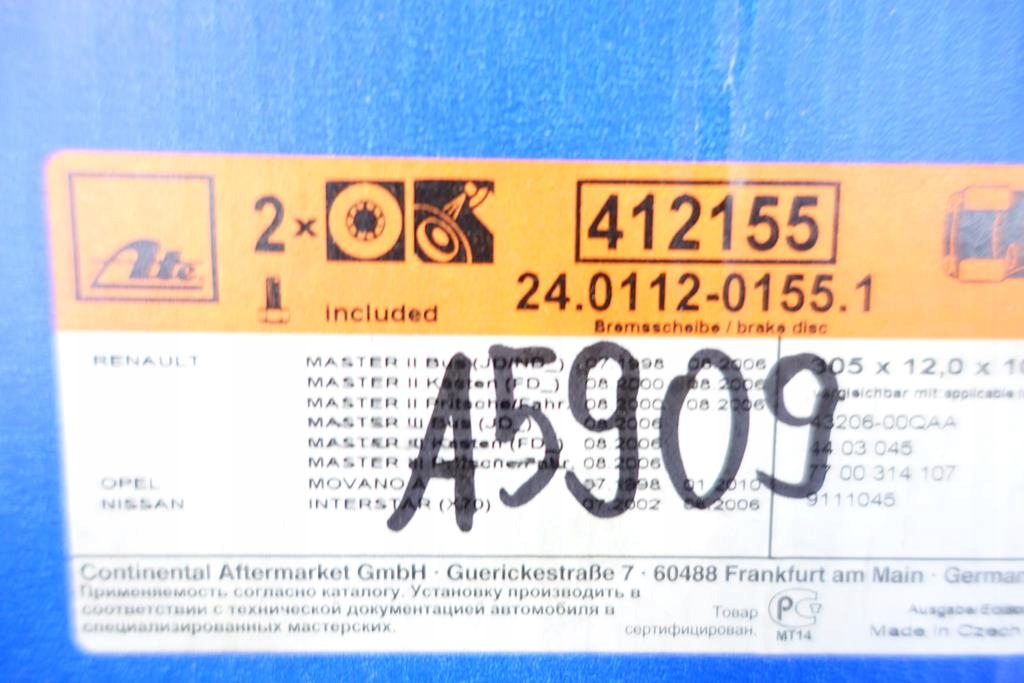 Ate
2 x
412155
24.0112-0155.1
included
Bremsscheibe / brake disc
RENAULT MASTER II Bus (JD/ND_) 07.1998 08.2006 305 x 12,0 x
MASTER II Kasten (FD_) 08.2000 08.2006 vergleichbar mit: applicable
MASTER II Pritsche/Fahr. 08.2000 08.2006
MASTER III Bus (JD_) 08.2006 43206-00QAA
MASTER III Kasten (FD_) 08.2006 44 03 045
MASTER III Pritsche/Fahr. 08.2006 77 00 314 107
OPEL MOVANO 07.1998 01.2010
NISSAN INTERSTAR (X70) 07.2002 08.2006 9111045
A5909
Continental Aftermarket GmbH · Guerickestraße 7 · 60488 Frankfurt am Main · German
Применяемость согласно каталогу. Установку производить в
соответствии с технической документацией автомобиля в
специализированных мастерских.
Товар
сертифицирован.
МТ14
Ausgabe
Made in Czech